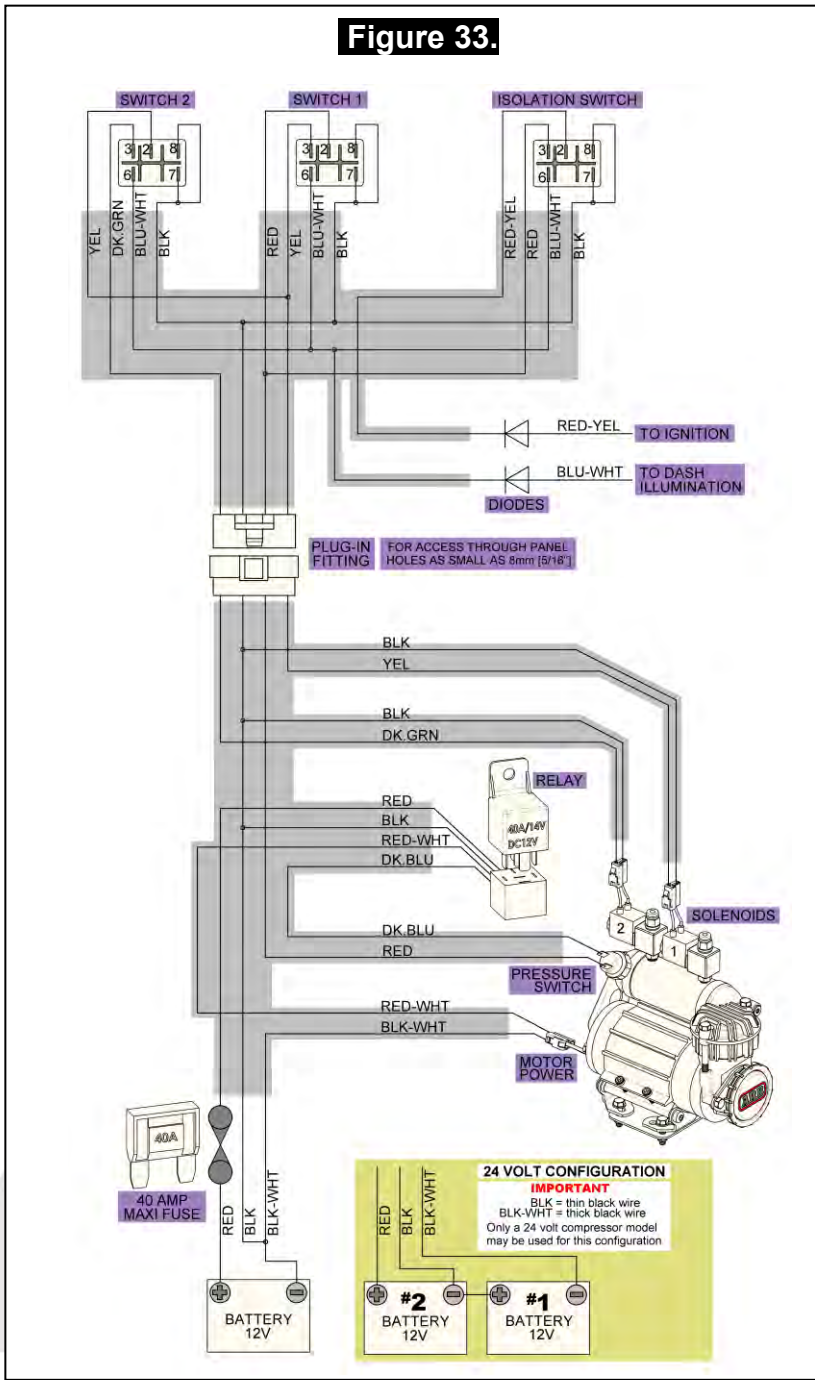 Figure 33.
SWITCH 2
SWITCH 1
ISOLATION SWITCH
3 2 8
6 7
3 2 8
6 7
3 2 8
6 7
YEL
DK.GRN
BLU-WHT
BLK
RED
YEL
BLU-WHT
BLK
RED-YEL
RED
BLU-WHT
BLK
RED-YEL
TO IGNITION
BLU-WHT
TO DASH
ILLUMINATION
DIODES
PLUG-IN
FITTING
FOR ACCESS THROUGH PANEL
HOLES AS SMALL AS 8mm [5/16"]
BLK
YEL
BLK
DK.GRN
RELAY
40A/14V
DC12V
RED
BLK
RED-WHT
DK.BLU
2
1
SOLENOIDS
DK.BLU
RED
PRESSURE
SWITCH
RED-WHT
BLK-WHT
MOTOR
POWER
ARB
40A
40 AMP
MAXI FUSE
RED
BLK
BLK-WHT
+ −
BATTERY
12V
24 VOLT CONFIGURATION
IMPORTANT
BLK = thin black wire
BLK-WHT = thick black wire
Only a 24 volt compressor model
may be used for this configuration
RED
BLK
BLK-WHT
+ #2 −
BATTERY
12V
+ #1 −
BATTERY
12V